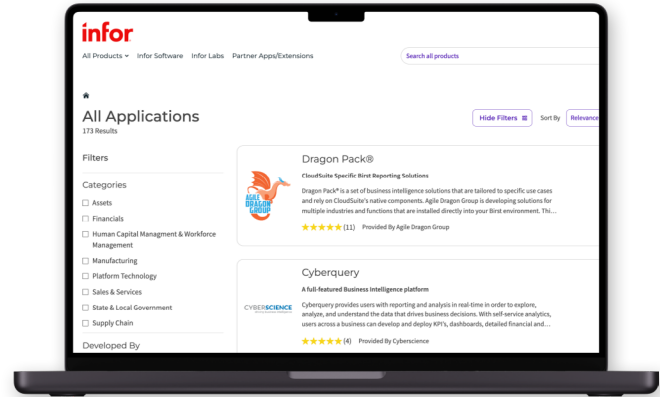 infor
All Products Infor Software Infor Labs Partner Apps/Extensions
Search all products
All Applications
173 Results
Hide Filters
Sort By
Relevance
Filters
Categories
Assets
Financials
Human Capital Managment & Workforce
Management
Manufacturing
Platform Technology
Sales & Services
State & Local Government
Supply Chain
Developed By
AGILE
DRAGON
GROUP
Dragon Pack®
CloudSuite Specific Birst Reporting Solutions
Dragon Pack® is a set of business intelligence solutions that are tailored to specific use cases
and rely on CloudSuite's native components. Agile Dragon Group is developing solutions for
multiple industries and functions that are installed directly into your Birst environment. Thi...
(11) Provided By Agile Dragon Group
CYBERSCIENCE
Cyberquery
A full-featured Business Intelligence platform
Cyberquery provides users with reporting and analysis in real-time in order to explore,
analyze, and understand the data that drives business decisions. With self-service analytics,
users across a business can develop and deploy KPI's, dashboards, detailed financial and...
(4) Provided By Cyberscience